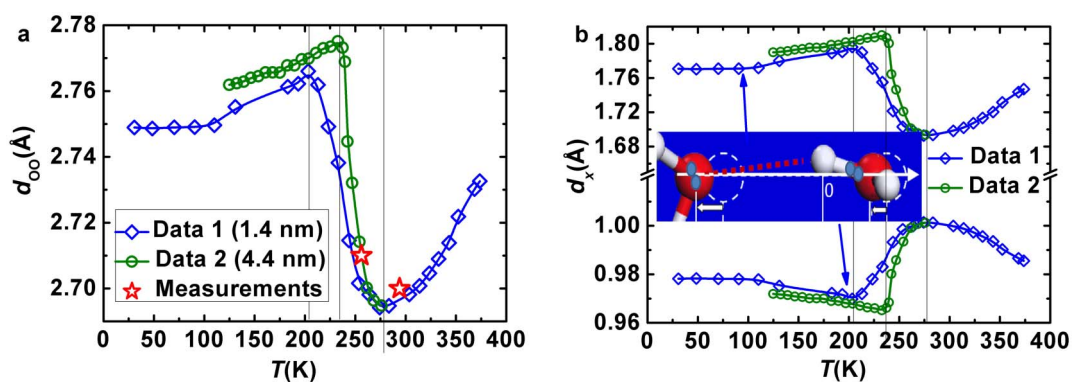 a
2.78
2.76
2.74
2.72
2.70
d_OO(Å)
Data 1 (1.4 nm)
Data 2 (4.4 nm)
Measurements
0 50 100 150 200 250 300 350 400
T(K)
b
1.80
1.76
1.72
1.68
1.00
0.96
d_x(Å)
0
Data 1
Data 2
0 50 100 150 200 250 300 350 400
T(K)